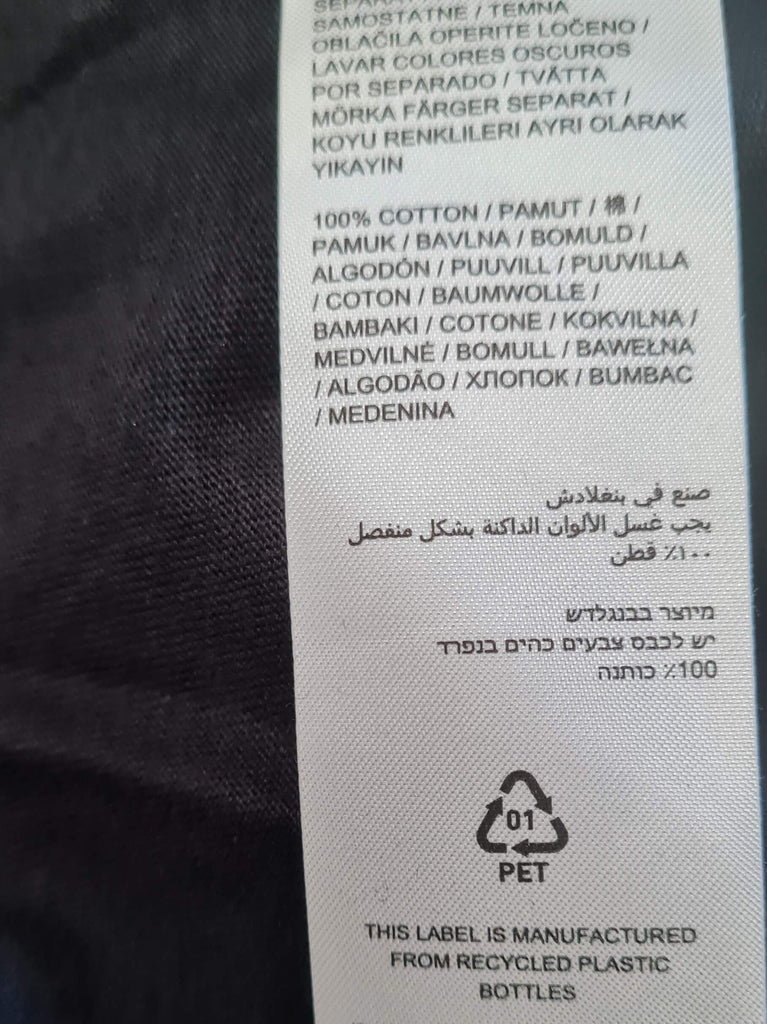 SEPARA
SAMOSTATNE / TEMNA
OBLAČILA OPERITE LOČENO /
LAVAR COLORES OSCUROS
POR SEPARADO / TVÄTTA
MÖRKA FÄRGER SEPARAT /
KOYU RENKLILERI AYRI OLARAK
YIKAYIN
100% COTTON / PAMUT / 棉 /
PAMUK / BAVLNA / BOMULD /
ALGODÓN / PUUVILL / PUUVILLA
/ COTON / BAUMWOLLE /
BAMBAKI / COTONE / KOKVILNA /
MEDVILNĖ / BOMULL / BAWEŁNA
/ ALGODÃO / ХЛОПОК / BUMBAC
/ MEDENINA
صنع في بنغلادش
يجب غسل الألوان الداكنة بشكل منفصل
١٠٠٪ قطن
מיוצר בבנגלדש
יש לכבס צבעים כהים בנפרד
100٪ כותנה
01
PET
THIS LABEL IS MANUFACTURED
FROM RECYCLED PLASTIC
BOTTLES